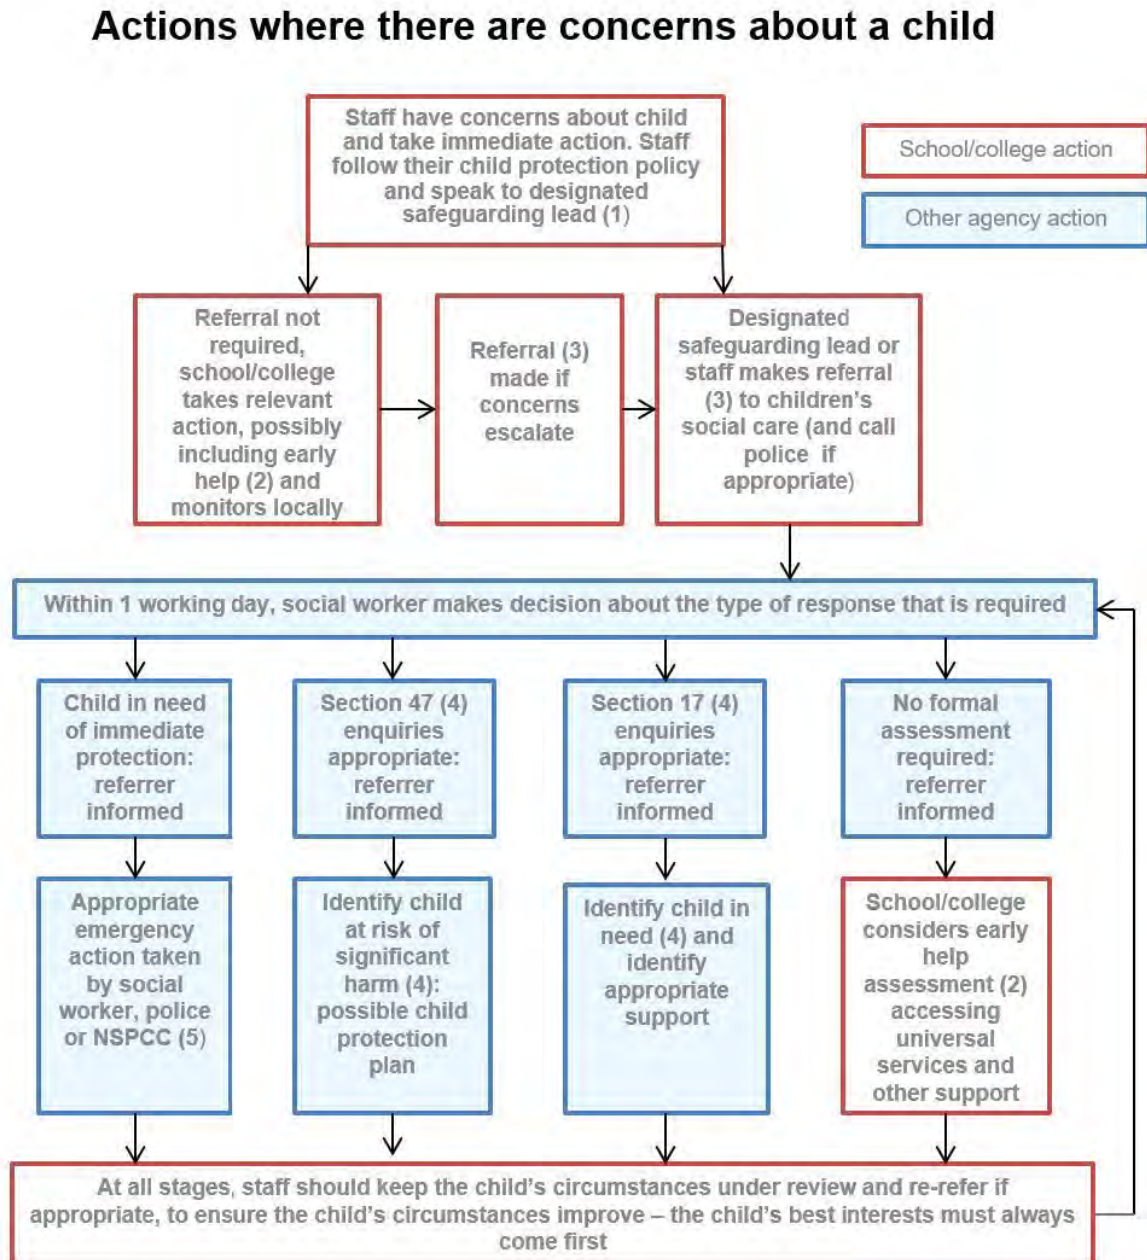 Actions where there are concerns about a child
Staff have concerns about child
and take immediate action. Staff
follow their child protection policy
and speak to designated
safeguarding lead (1)
School/college action
Other agency action
Referral not
required,
school/college
takes relevant
action, possibly
including early
help (2) and
monitors locally
Referral (3)
made if
concerns
escalate
Designated
safeguarding lead or
staff makes referral
(3) to children’s
social care (and call
police if
appropriate)
Within 1 working day, social worker makes decision about the type of response that is required
Child in need
of immediate
protection:
referrer
informed
Section 47 (4)
enquiries
appropriate:
referrer
informed
Section 17 (4)
enquiries
appropriate:
referrer
informed
No formal
assessment
required:
referrer
informed
Appropriate
emergency
action taken
by social
worker, police
or NSPCC (5)
Identify child
at risk of
significant
harm (4):
possible child
protection
plan
Identify child in
need (4) and
identify
appropriate
support
School/college
considers early
help
assessment (2)
accessing
universal
services and
other support
At all stages, staff should keep the child’s circumstances under review and re-refer if
appropriate, to ensure the child’s circumstances improve – the child’s best interests must always
come first